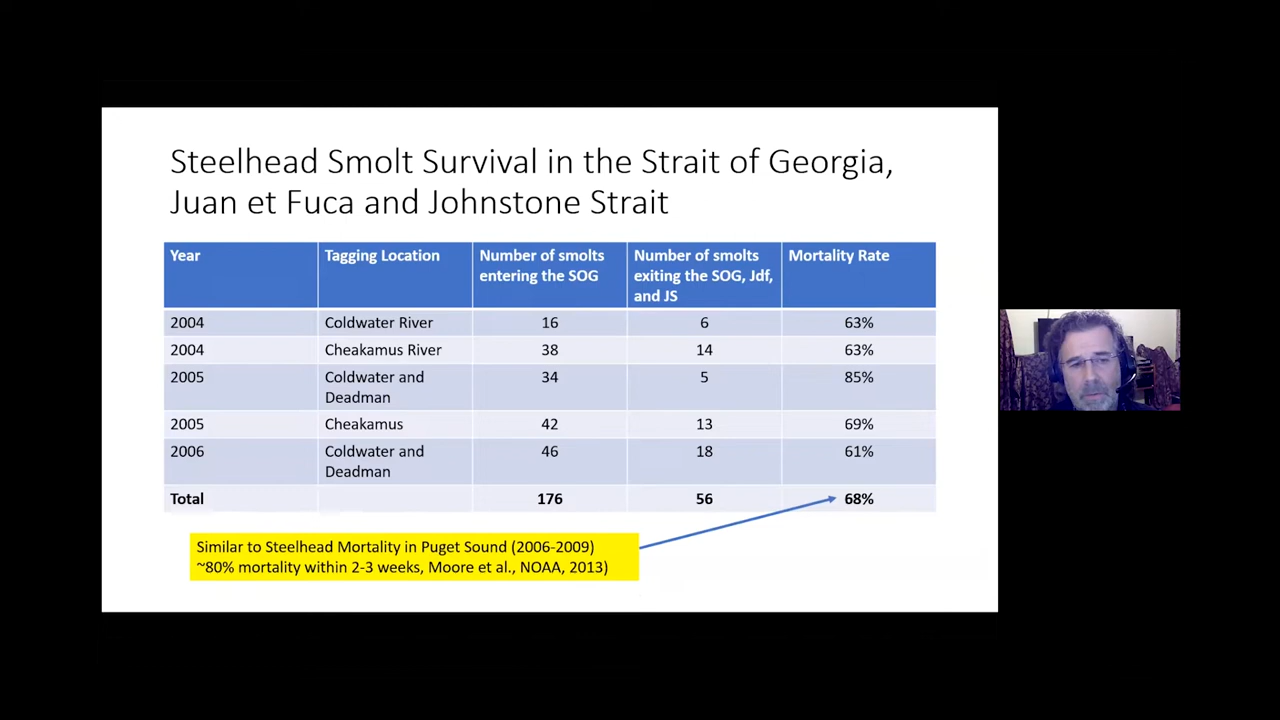 Steelhead Smolt Survival in the Strait of Georgia,
Juan et Fuca and Johnstone Strait
Year Tagging Location Number of smolts entering the SOG Number of smolts exiting the SOG, Jdf, and JS Mortality Rate
2004 Coldwater River 16 6 63%
2004 Cheakamus River 38 14 63%
2005 Coldwater and Deadman 34 5 85%
2005 Cheakamus 42 13 69%
2006 Coldwater and Deadman 46 18 61%
Total 176 56 68%
Similar to Steelhead Mortality in Puget Sound (2006-2009)
~80% mortality within 2-3 weeks, Moore et al., NOAA, 2013)